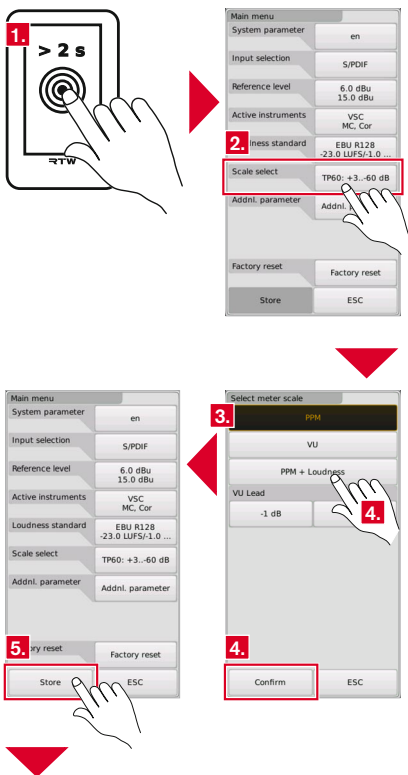 1.
> 2 s
RTW
Main menu
System parameter
en
Input selection
S/PDIF
Reference level
6.0 dBu
15.0 dBu
Active instruments
VSC
MC, Cor
2.
ness standard
EBU R128
-23.0 LUFS/-1.0 ...
Scale select
TP60: +3..-60 dB
Addnl. parameter
Addnl.
Factory reset
Factory reset
Store
ESC
Main menu
System parameter
en
Input selection
S/PDIF
Reference level
6.0 dBu
15.0 dBu
Active instruments
VSC
MC, Cor
Loudness standard
EBU R128
-23.0 LUFS/-1.0 ...
Scale select
TP60: +3..-60 dB
Addnl. parameter
Addnl. parameter
5.
ory reset
Factory reset
Store
ESC
Select meter scale
3.
PPM
VU
PPM + Loudness
VU Lead
-1 dB
4.
4.
Confirm
ESC